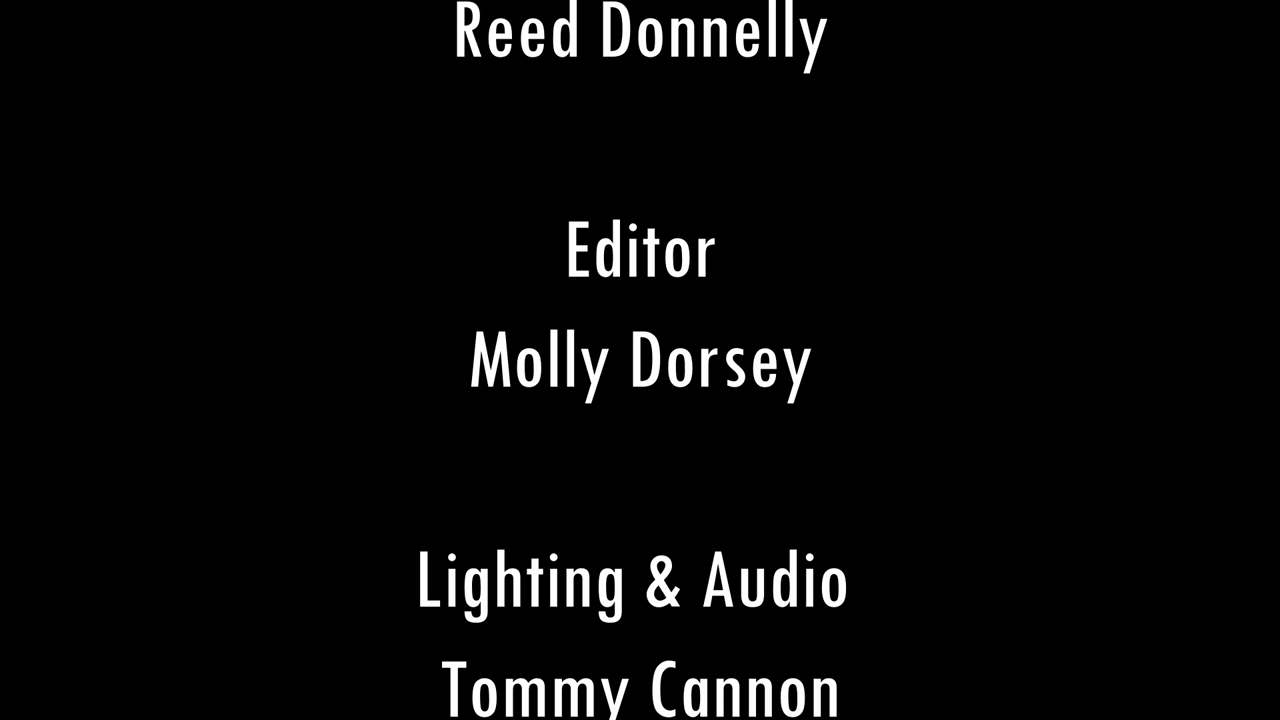 Reed Donnelly
Editor
Molly Dorsey
Lighting & Audio
Tommy Cannon